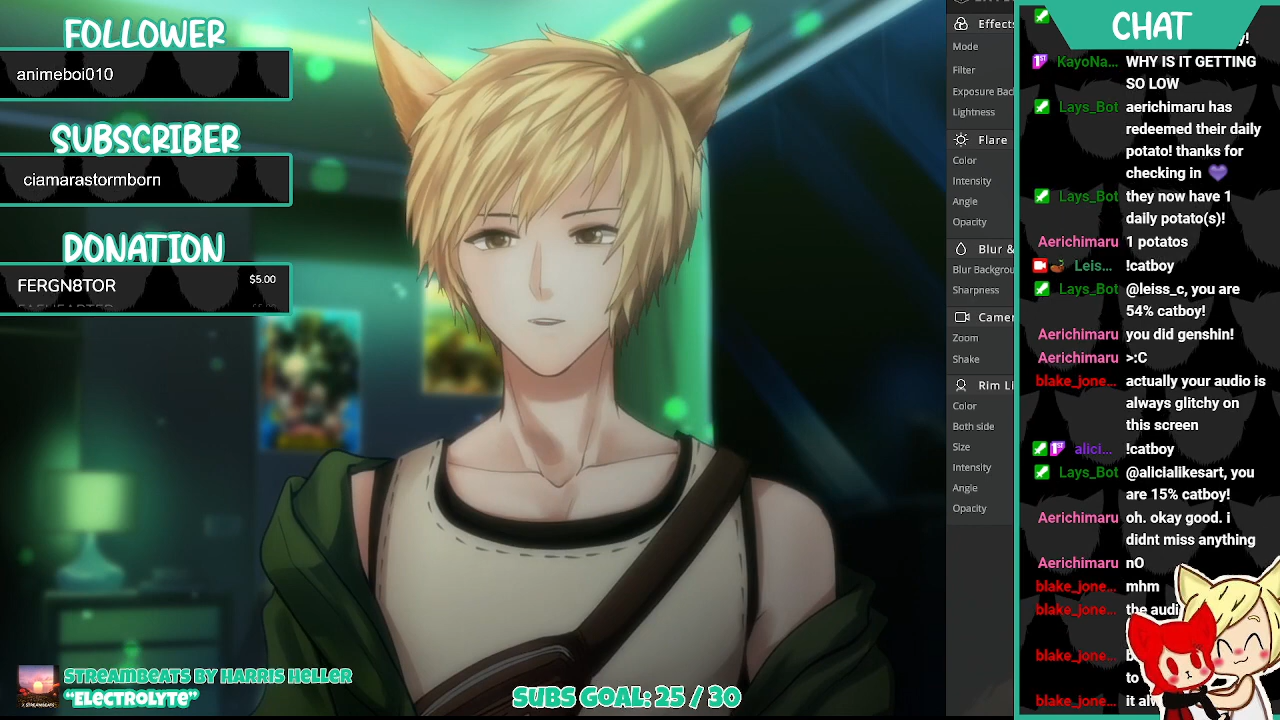 FOLLOWER
animeboi010
SUBSCRIBER
ciamarastormborn
DONATION
FERGN8TOR $5.00
STREAMBEATS BY HARRIS HELLER
"ELECTROLYTE"
SUBS GOAL: 25 / 30
Effects
Mode
Filter
Exposure Bac
Lightness
Flare
Color
Intensity
Angle
Opacity
Blur &
Blur Backgrou
Sharpness
Camer
Zoom
Shake
Rim Li
Color
Both side
Size
Intensity
Angle
Opacity
CHAT
y!
KayoNa... WHY IS IT GETTING
SO LOW
Lays_Bot aerichimaru has
redeemed their daily
potato! thanks for
checking in 💜
Lays_Bot they now have 1
daily potato(s)!
Aerichimaru 1 potatos
Leis... !catboy
Lays_Bot @leiss_c, you are
54% catboy!
Aerichimaru you did genshin!
Aerichimaru >:C
blake_jone... actually your audio is
always glitchy on
this screen
alici... !catboy
Lays_Bot @alicialikesart, you
are 15% catboy!
Aerichimaru oh. okay good. i
didnt miss anything
Aerichimaru nO
blake_jone... mhm
blake_jone... the audi
blake_jone... b
to
blake_jone... it al